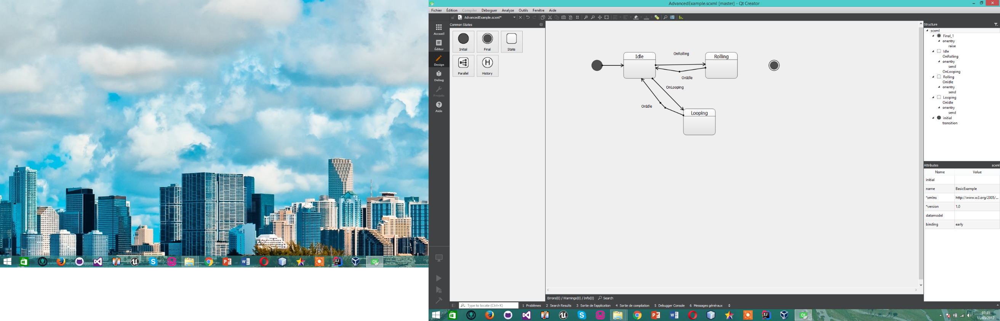 AdvancedExample.scxml [master] - Qt Creator
Fichier Édition Compiler Déboguer Analyze Outils Fenêtre Aide
AdvancedExample.scxml*
Common States
Initial Final State
Parallel History
Accueil
Éditer
Design
Debug
Projets
Aide
Idle
OnRolling
Rolling
OnIdle
OnLooping
OnIdle
Looping
Structure
scxml
Final_1
onentry
raise
Idle
OnRolling
onentry
send
OnLooping
Rolling
OnIdle
onentry
send
Looping
OnIdle
onentry
send
initial
transition
Attributes scxml
Name Value
initial
name BasicExample
*xmlns http://www.w3.org/2005/...
*version 1.0
datamodel
binding early
Errors(0) / Warnings(0) / Info(0) Search
Type to locate (Ctrl+K) 1 Problèmes 2 Search Results 3 Sortie de l'application 4 Sortie de compilation 5 Debugger Console 6 Messages généraux
07:31
11/03/2017